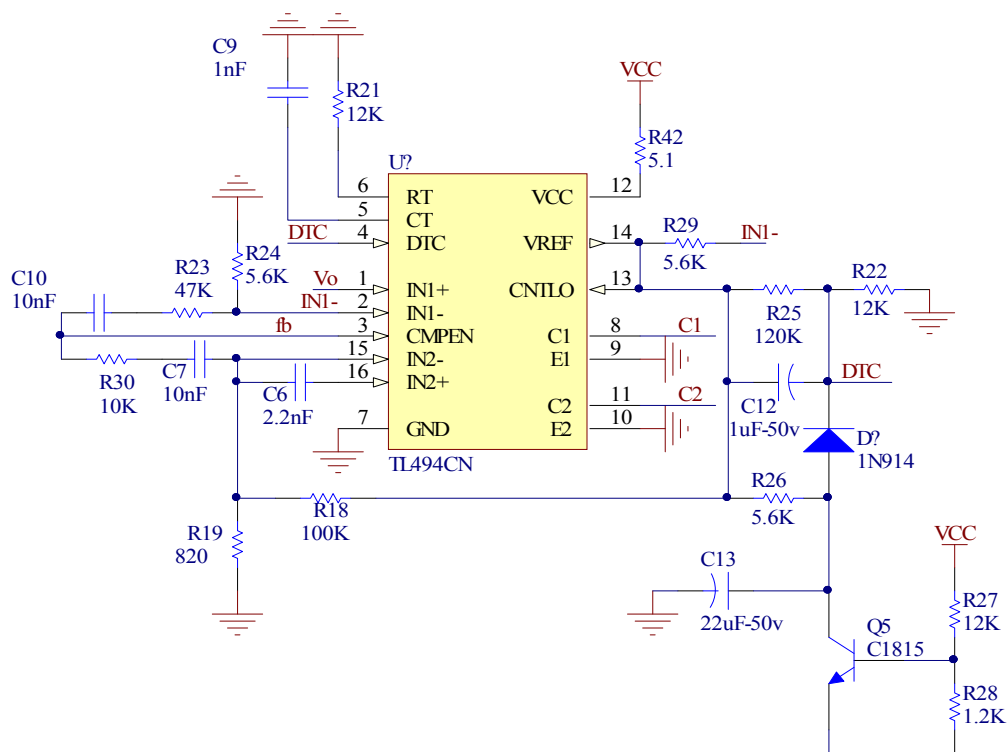 C9
1nF
R21
12K
VCC
R42
5.1
U?
6
RT
VCC
12
5
CT
DTC
4
DTC
VREF
14
R29
5.6K
IN1-
R24
5.6K
R23
47K
C10
10nF
Vo
1
IN1+
CNTLO
13
R22
12K
R25
120K
IN1-
2
IN1-
fb
3
CMPEN
C1
8
C1
E1
9
R30
10K
C7
10nF
15
IN2-
16
IN2+
C6
2.2nF
C2
11
C2
E2
10
DTC
C12
1uF-50v
7
GND
D?
1N914
TL494CN
R26
5.6K
R18
100K
R19
820
C13
22uF-50v
VCC
R27
12K
Q5
C1815
R28
1.2K